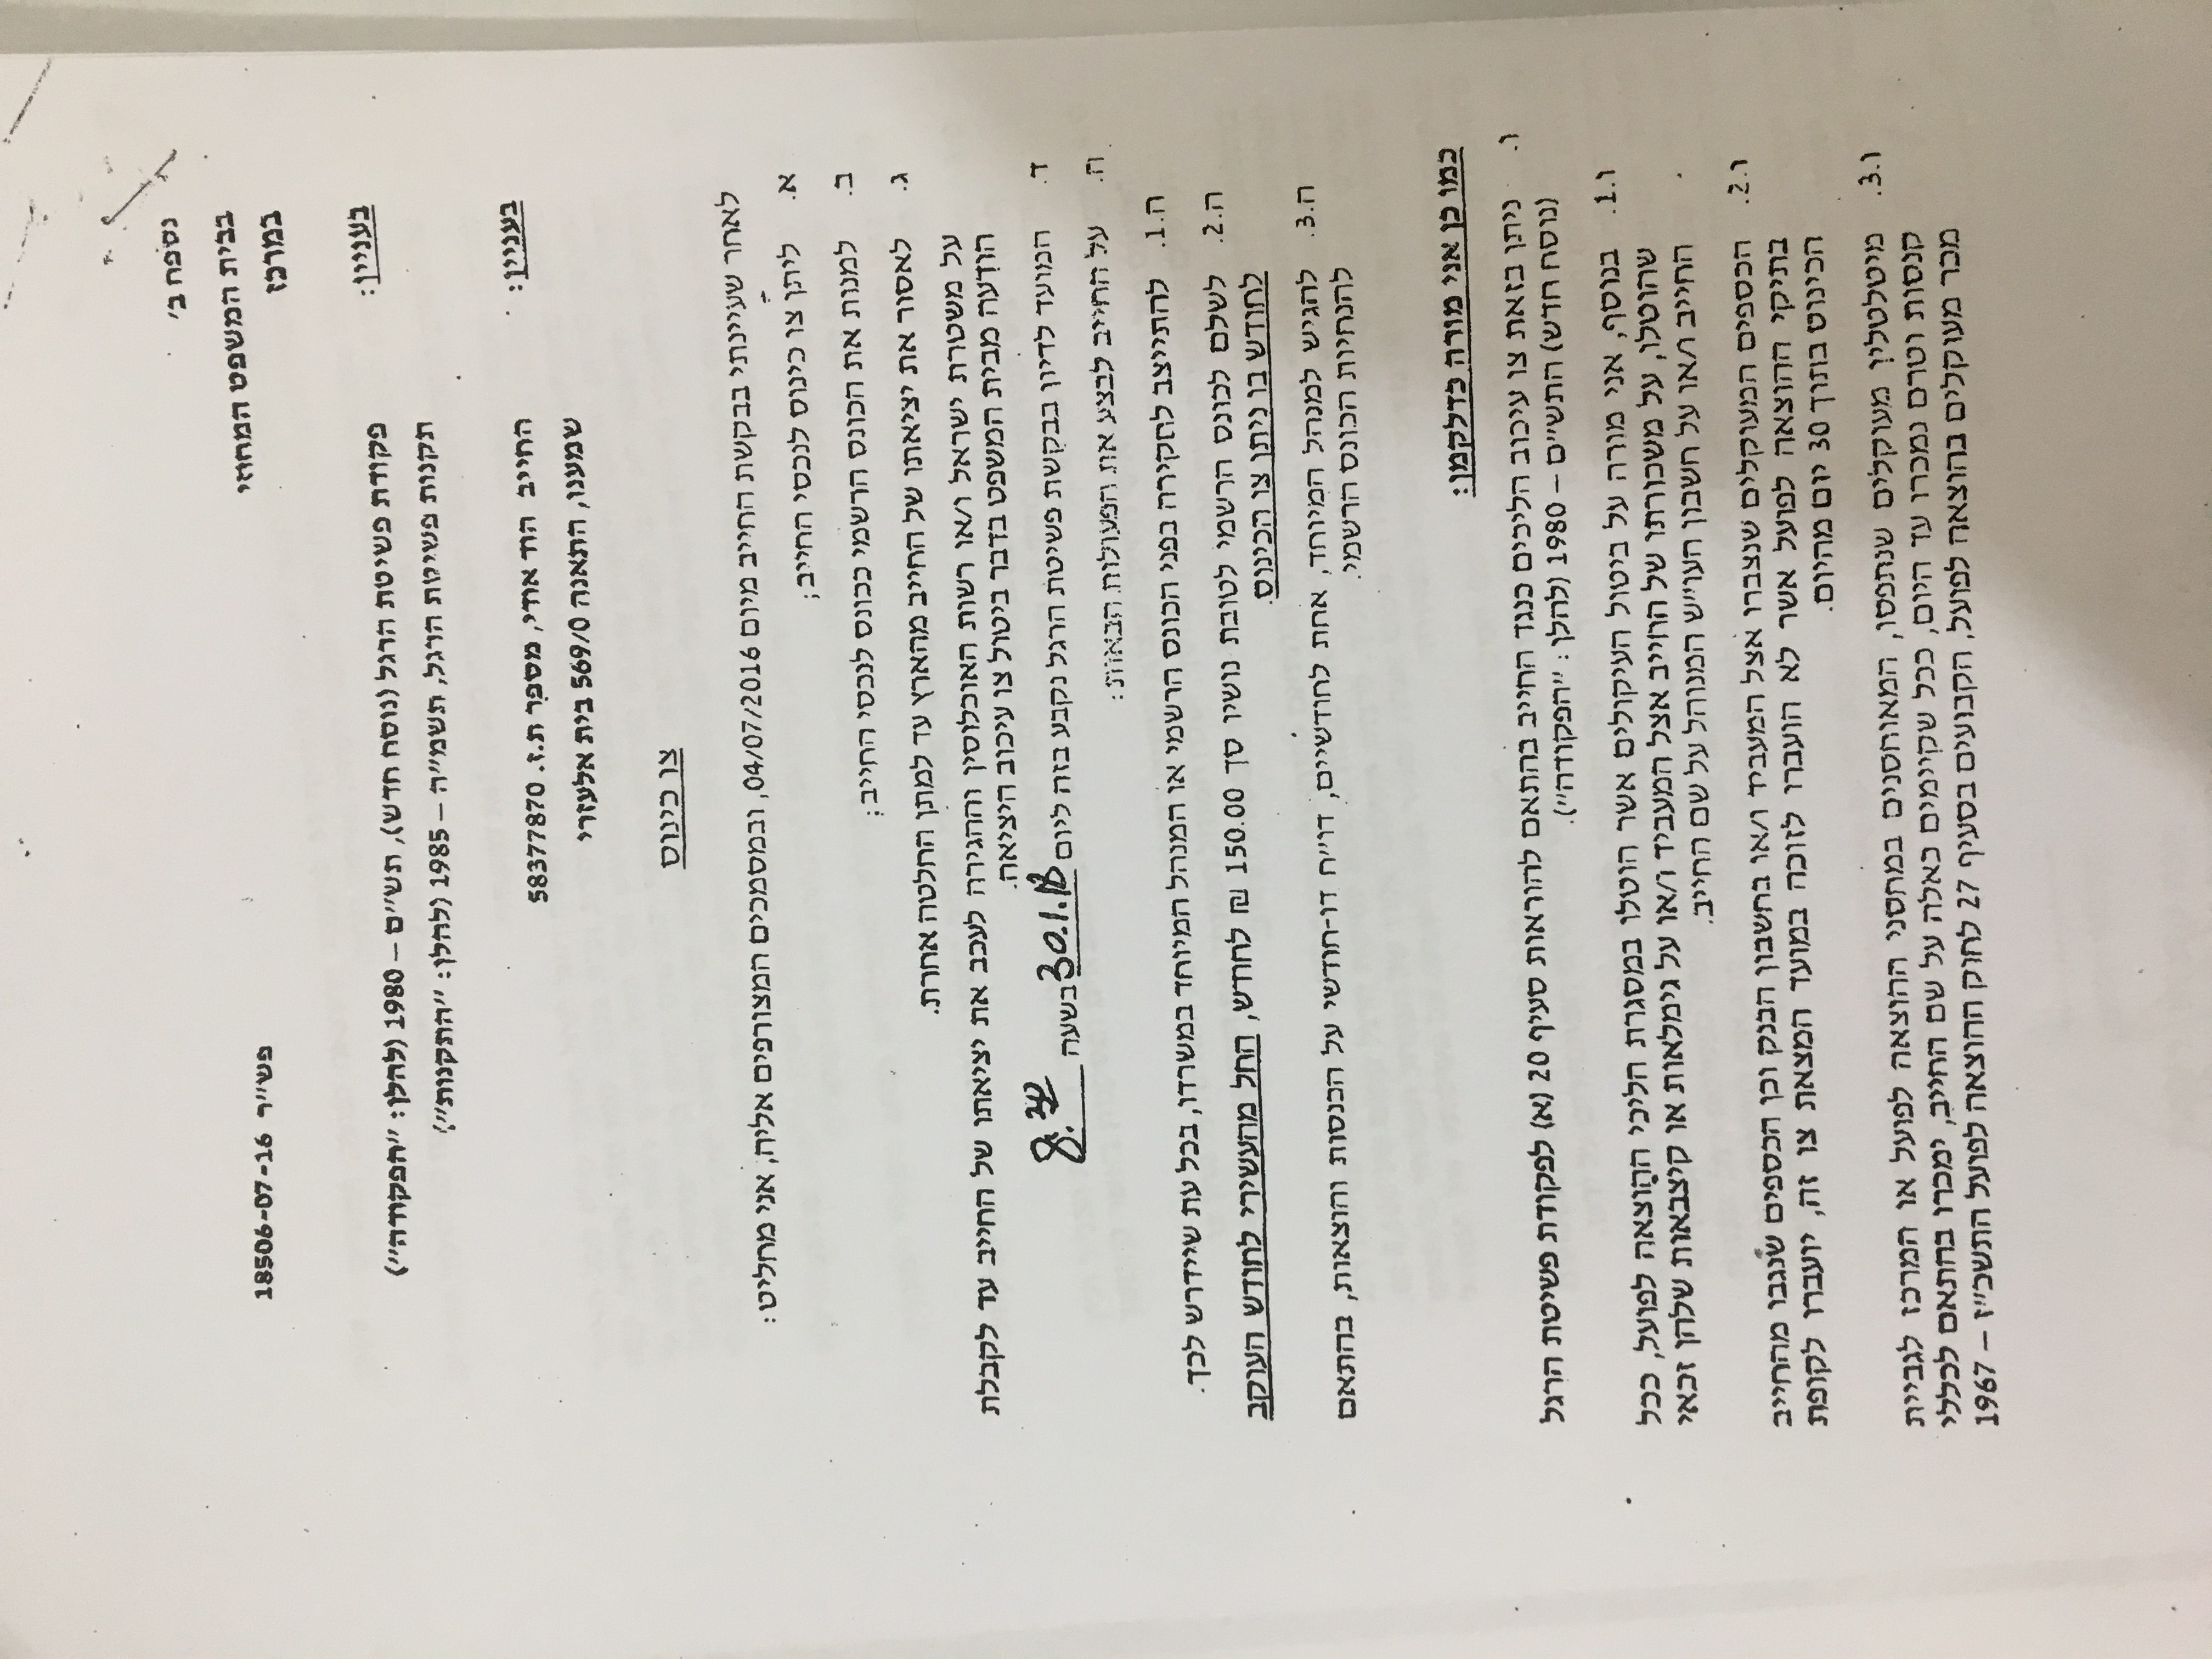 נספח ב'
בבית המשפט המחוזי
במרכז
פש"ר 18506-07-16
בעניין:
פקודת פשיטת הרגל (נוסח חדש), תש"ם – 1980 (להלן: "הפקודה")
תקנות פשיטת הרגל, תשמ"ה – 1985 (להלן: "התקנות")
בעניין:
החייב הוד אודי, מספר ת.ז. 58377870
שמענו, התאנה 569/0 בית אלעזרי
צו כינוס
לאחר שעיינתי בבקשת החייב מיום 04/07/2016, ובמסמכים המצורפים אליה, אני מחליט:
א. ליתן צו כינוס לנכסי החייב;
ב. למנות את הכונס הרשמי ככונס לנכסי החייב;
ג. לאסור את יציאתו של החייב מהארץ עד למתן החלטה אחרת.
על משטרת ישראל ו/או רשות האוכלוסין וההגירה לעכב את יציאתו של החייב עד לקבלת
הודעה מבית המשפט בדבר ביטול צו עיכוב היציאה.
ד. המועד לדיון בבקשת פשיטת הרגל נקבע בזה ליום 30.1.18 בשעה
ה. על החייב לבצע את הפעולות הבאות:
ה.1. להתייצב לחקירה בפני הכונס הרשמי או המנהל המיוחד במשרדו, בכל עת שיידרש לכך.
ה.2. לשלם לכונס הרשמי לטובת נושיו סך 150.00 ₪ לחודש, החל מהעשירי לחודש העוקב
לחודש בו ניתן צו הכינוס.
ה.3. להגיש למנהל המיוחד, אחת לחודשיים, דו"ח דו-חודשי על הכנסות והוצאות, בהתאם
להנחיות הכונס הרשמי.
כמו כן אני מורה כדלקמן:
ו. ניתן בזאת צו עיכוב הליכים כנגד החייב בהתאם להוראות סעיף 20 (א) לפקודת פשיטת הרגל
(נוסח חדש) התש"ם – 1980 (להלן: "הפקודה").
ו.1. בנוסף, אני מורה על ביטול העיקולים אשר הוטלו במסגרת הליכי ההוצאה לפועל, ככל
שהוטלו, על משכורתו של החייב אצל המעביד ו/או על גימלאות או קיצבאות שלהן זכאי
החייב ו/או על חשבון העו"ש המנוהל על שם החייב.
ו.2. הכספים המעוקלים שנצברו אצל המעביד ו/או בחשבון הבנק וכן הכספים שנגבו מהחייב
בתיקי ההוצאה לפועל אשר לא הועברו לזוכה במועד המצאת צו זה, יועברו לקופת
הכינוס בתוך 30 יום מהיום.
ו.3. מיטלטלין מעוקלים שנתפסו, המאוחסנים במחסני ההוצאה לפועל או המרכז לגביית
קנסות וטרם נמכרו עד היום, ככל שקיימים כאלה על שם החייב, ימכרו בהתאם לכללי
מכר מעוקלים בהוצאה לפועל, הקבועים בסעיף 27 לחוק ההוצאה לפועל התשכ"ז – 1967